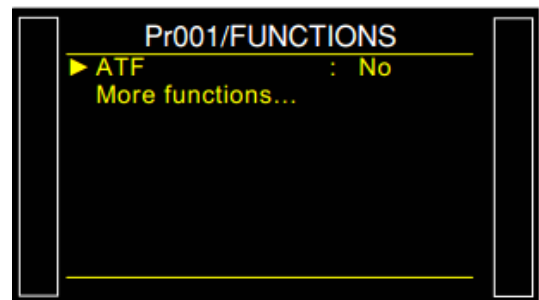 Pr001/FUNCTIONS
► ATF : No
More functions...